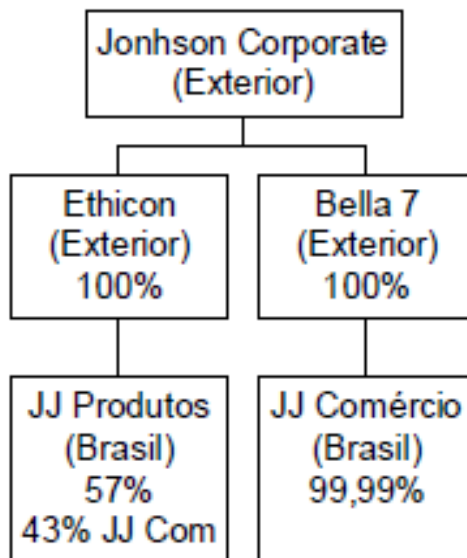 Jonhson Corporate
(Exterior)
Ethicon
(Exterior)
100%
Bella 7
(Exterior)
100%
JJ Produtos
(Brasil)
57%
43% JJ Com
JJ Comércio
(Brasil)
99,99%